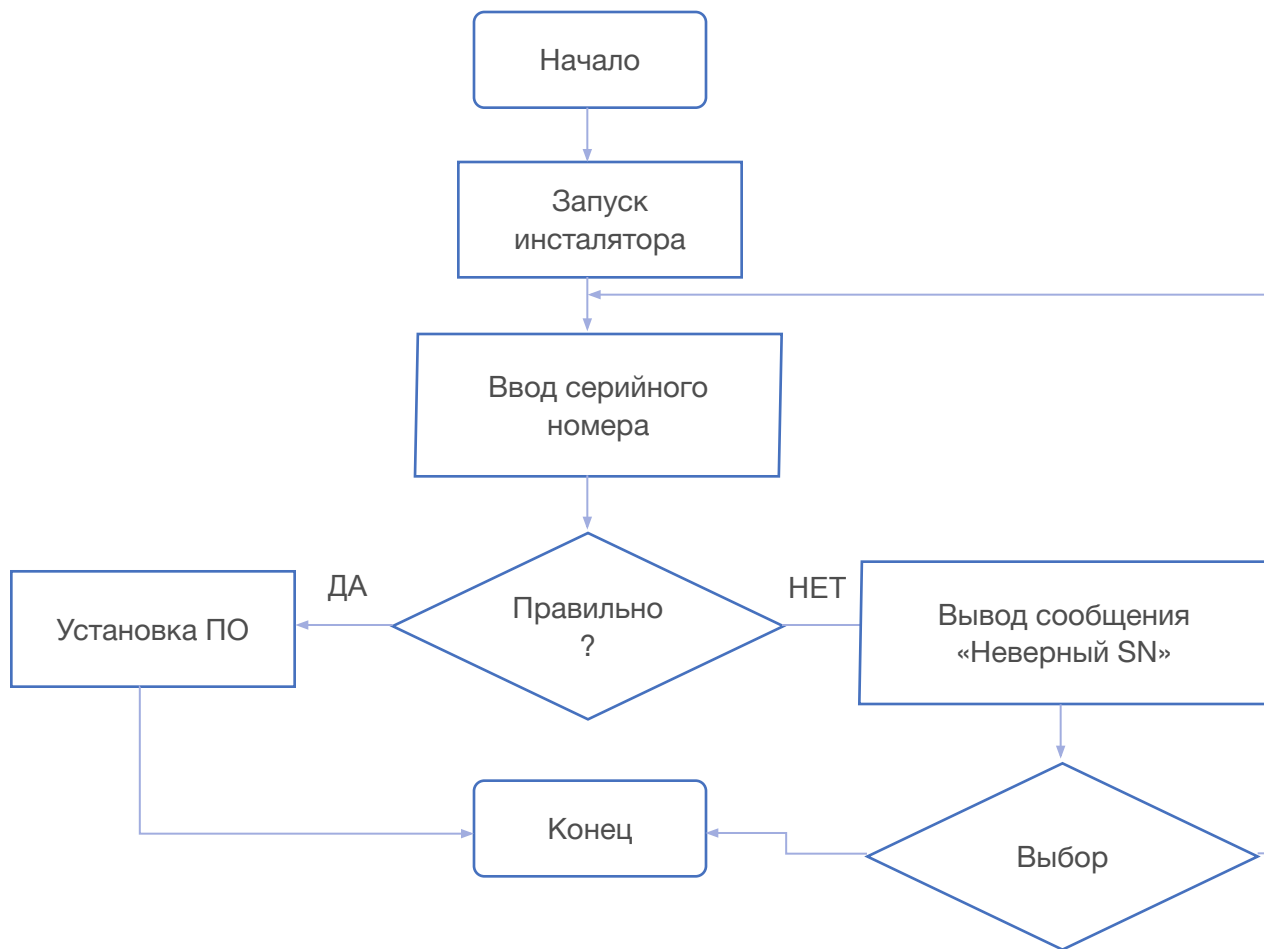 Начало
Запуск
инсталятора
Ввод серийного
номера
ДА
НЕТ
Установка ПО
Правильно
?
Вывод сообщения
«Неверный SN»
Конец
Выбор